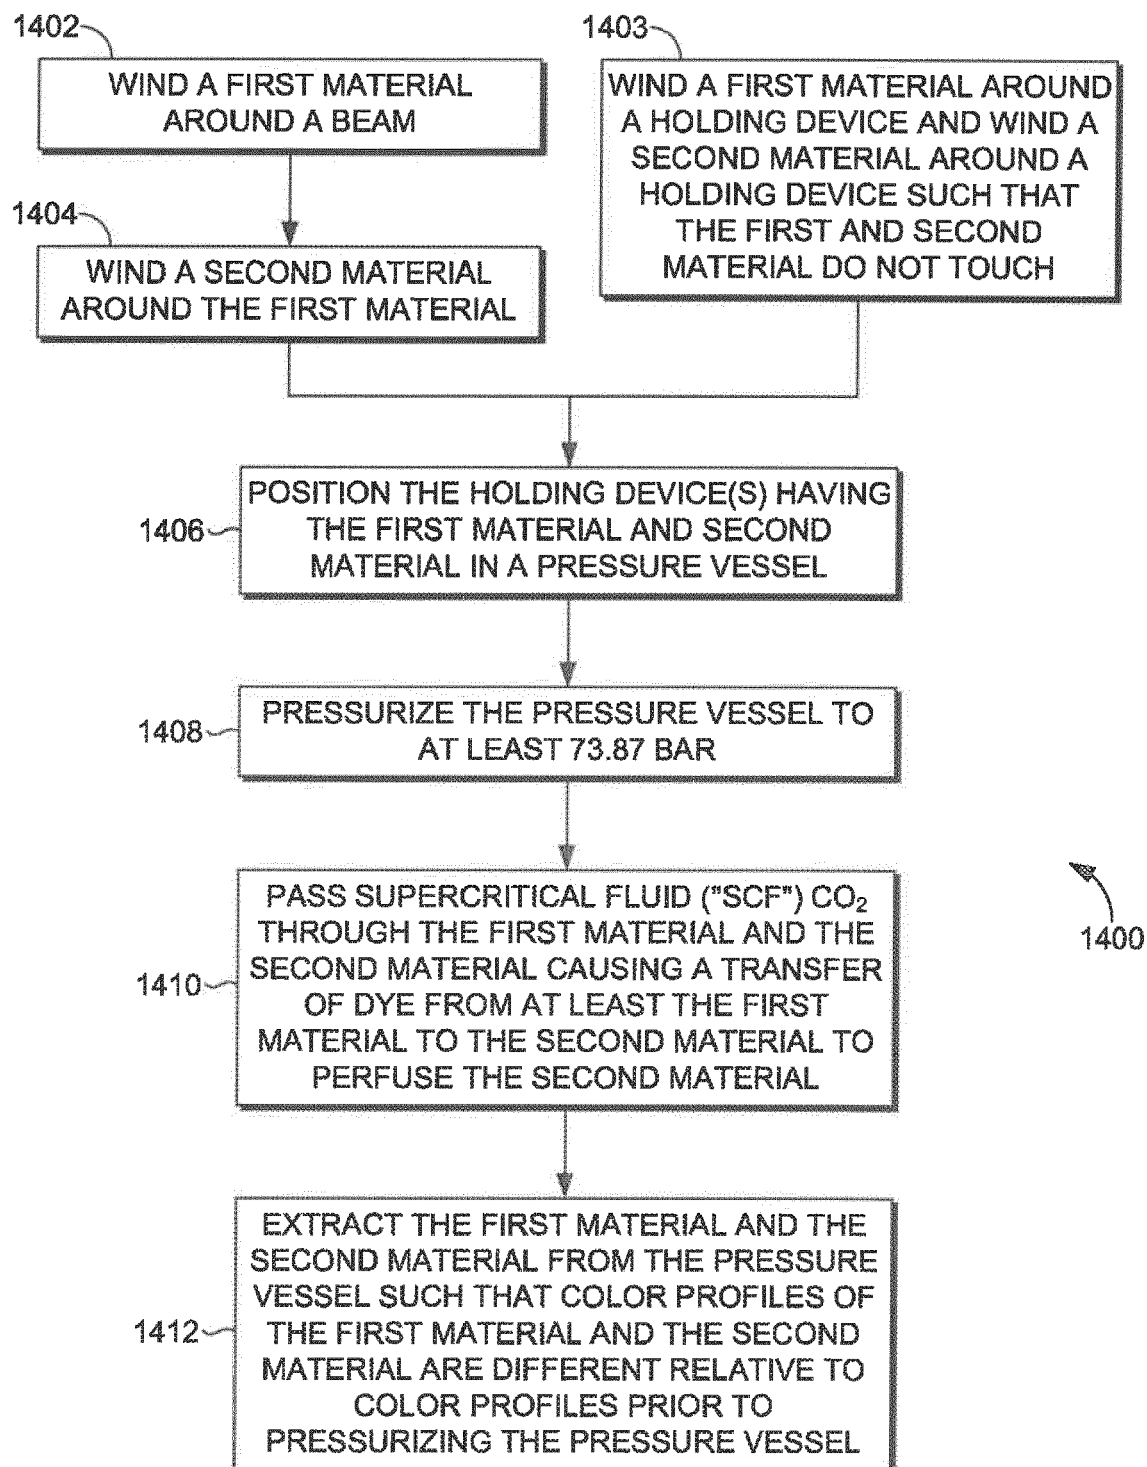 1402
WIND A FIRST MATERIAL
AROUND A BEAM
1403
WIND A FIRST MATERIAL AROUND
A HOLDING DEVICE AND WIND A
SECOND MATERIAL AROUND A
HOLDING DEVICE SUCH THAT
THE FIRST AND SECOND
MATERIAL DO NOT TOUCH
1404
WIND A SECOND MATERIAL
AROUND THE FIRST MATERIAL
1406
POSITION THE HOLDING DEVICE(S) HAVING
THE FIRST MATERIAL AND SECOND
MATERIAL IN A PRESSURE VESSEL
1408
PRESSURIZE THE PRESSURE VESSEL TO
AT LEAST 73.87 BAR
1410
PASS SUPERCRITICAL FLUID ("SCF") CO₂
THROUGH THE FIRST MATERIAL AND THE
SECOND MATERIAL CAUSING A TRANSFER
OF DYE FROM AT LEAST THE FIRST
MATERIAL TO THE SECOND MATERIAL TO
PERFUSE THE SECOND MATERIAL
1400
1412
EXTRACT THE FIRST MATERIAL AND THE
SECOND MATERIAL FROM THE PRESSURE
VESSEL SUCH THAT COLOR PROFILES OF
THE FIRST MATERIAL AND THE SECOND
MATERIAL ARE DIFFERENT RELATIVE TO
COLOR PROFILES PRIOR TO
PRESSURIZING THE PRESSURE VESSEL